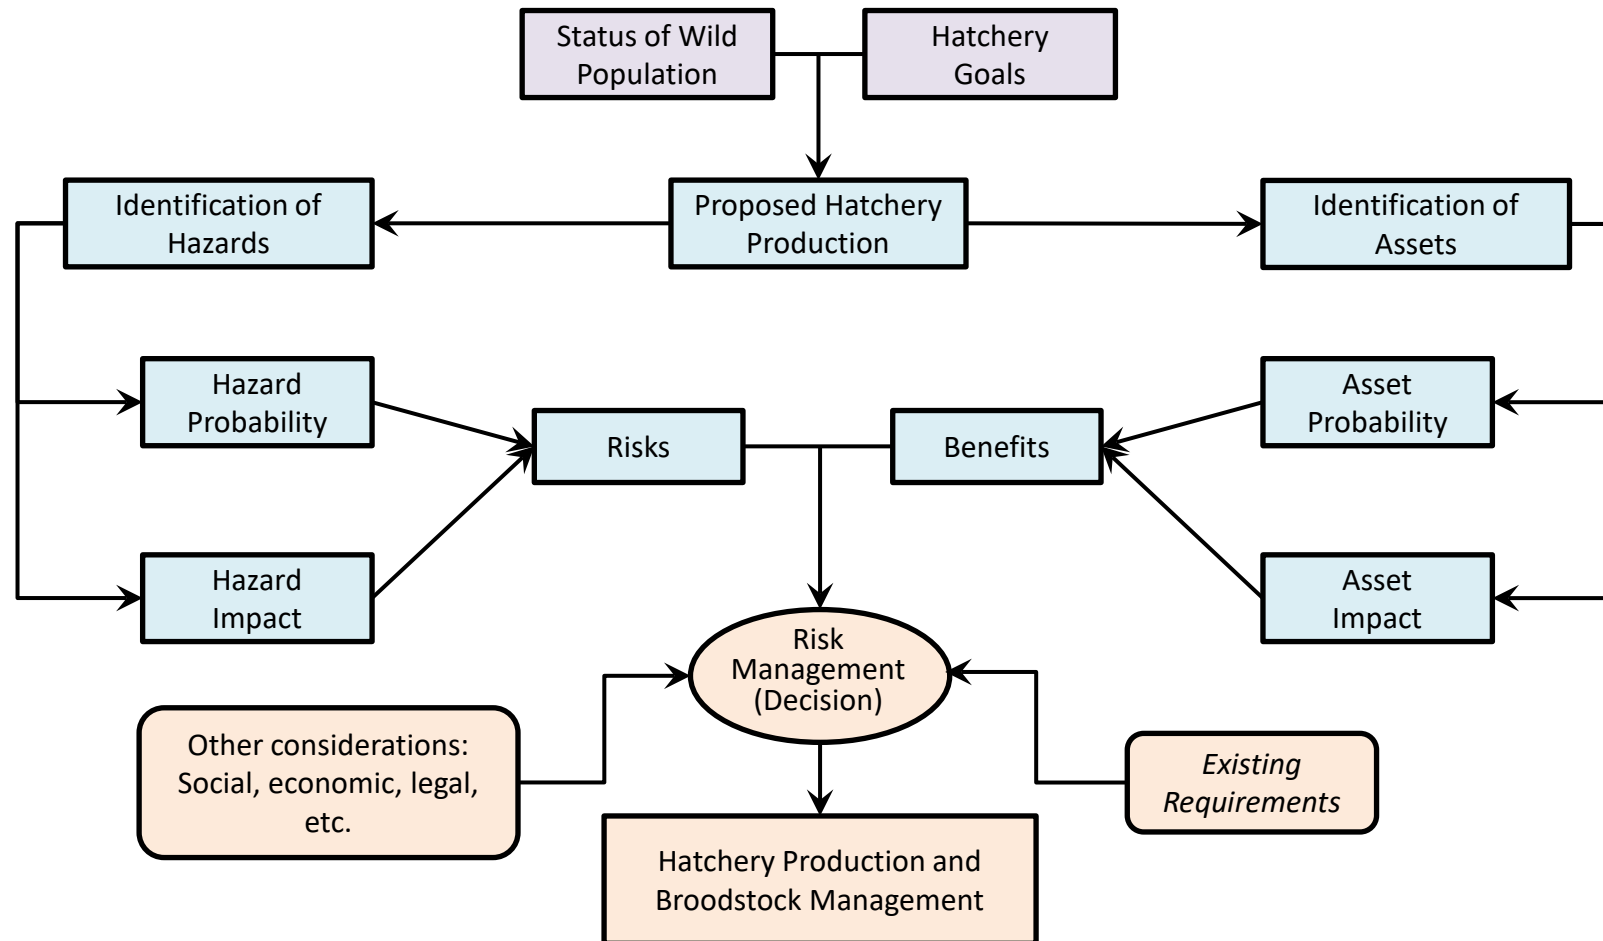 Status of Wild
Population
Hatchery
Goals
Identification of
Hazards
Proposed Hatchery
Production
Identification of
Assets
Hazard
Probability
Risks
Benefits
Asset
Probability
Hazard
Impact
Asset
Impact
Risk
Management
(Decision)
Other considerations:
Social, economic, legal,
etc.
Existing
Requirements
Hatchery Production and
Broodstock Management